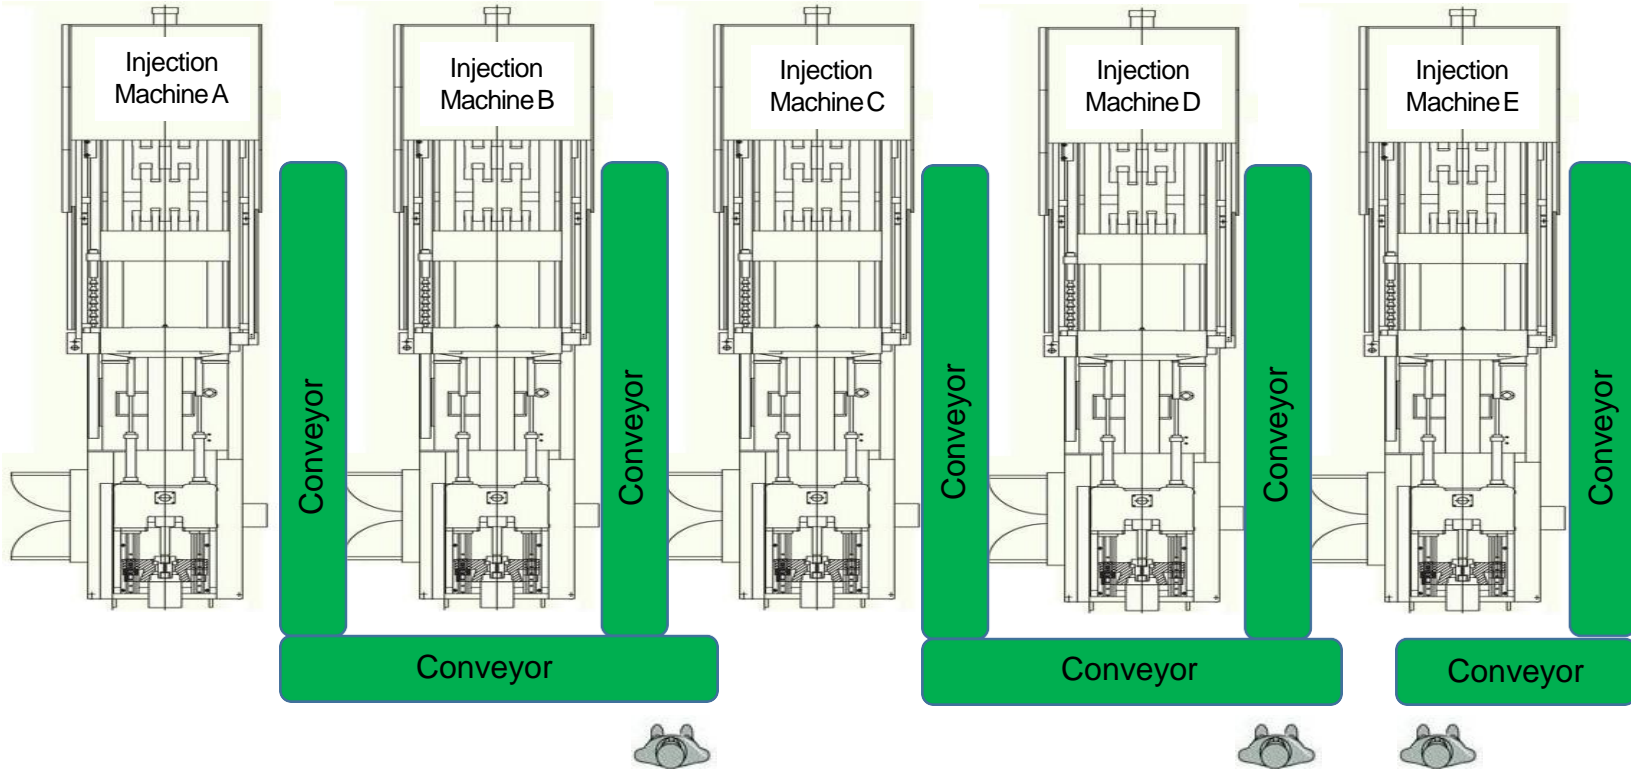 Injection
Machine A
Injection
Machine B
Injection
Machine C
Injection
Machine D
Injection
Machine E
Conveyor
Conveyor
Conveyor
Conveyor
Conveyor
Conveyor
Conveyor
Conveyor